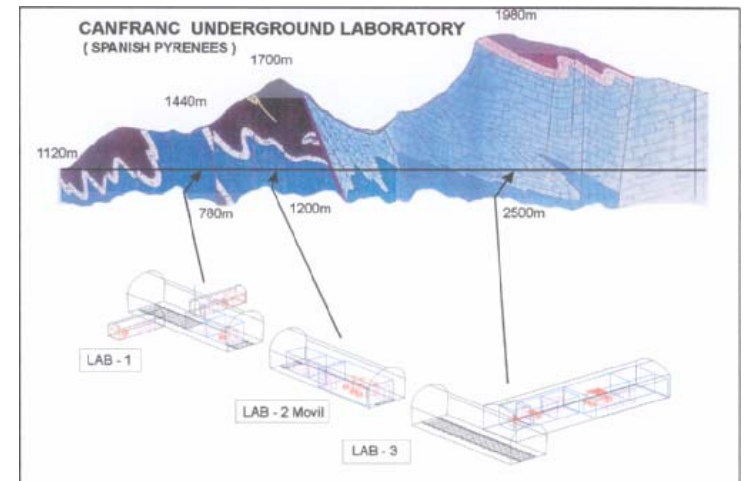 CANFRANC UNDERGROUND LABORATORY
( SPANISH PYRENEES )
1980m
1700m
1440m
1120m
780m
1200m
2500m
LAB - 1
LAB - 2 Movil
LAB - 3